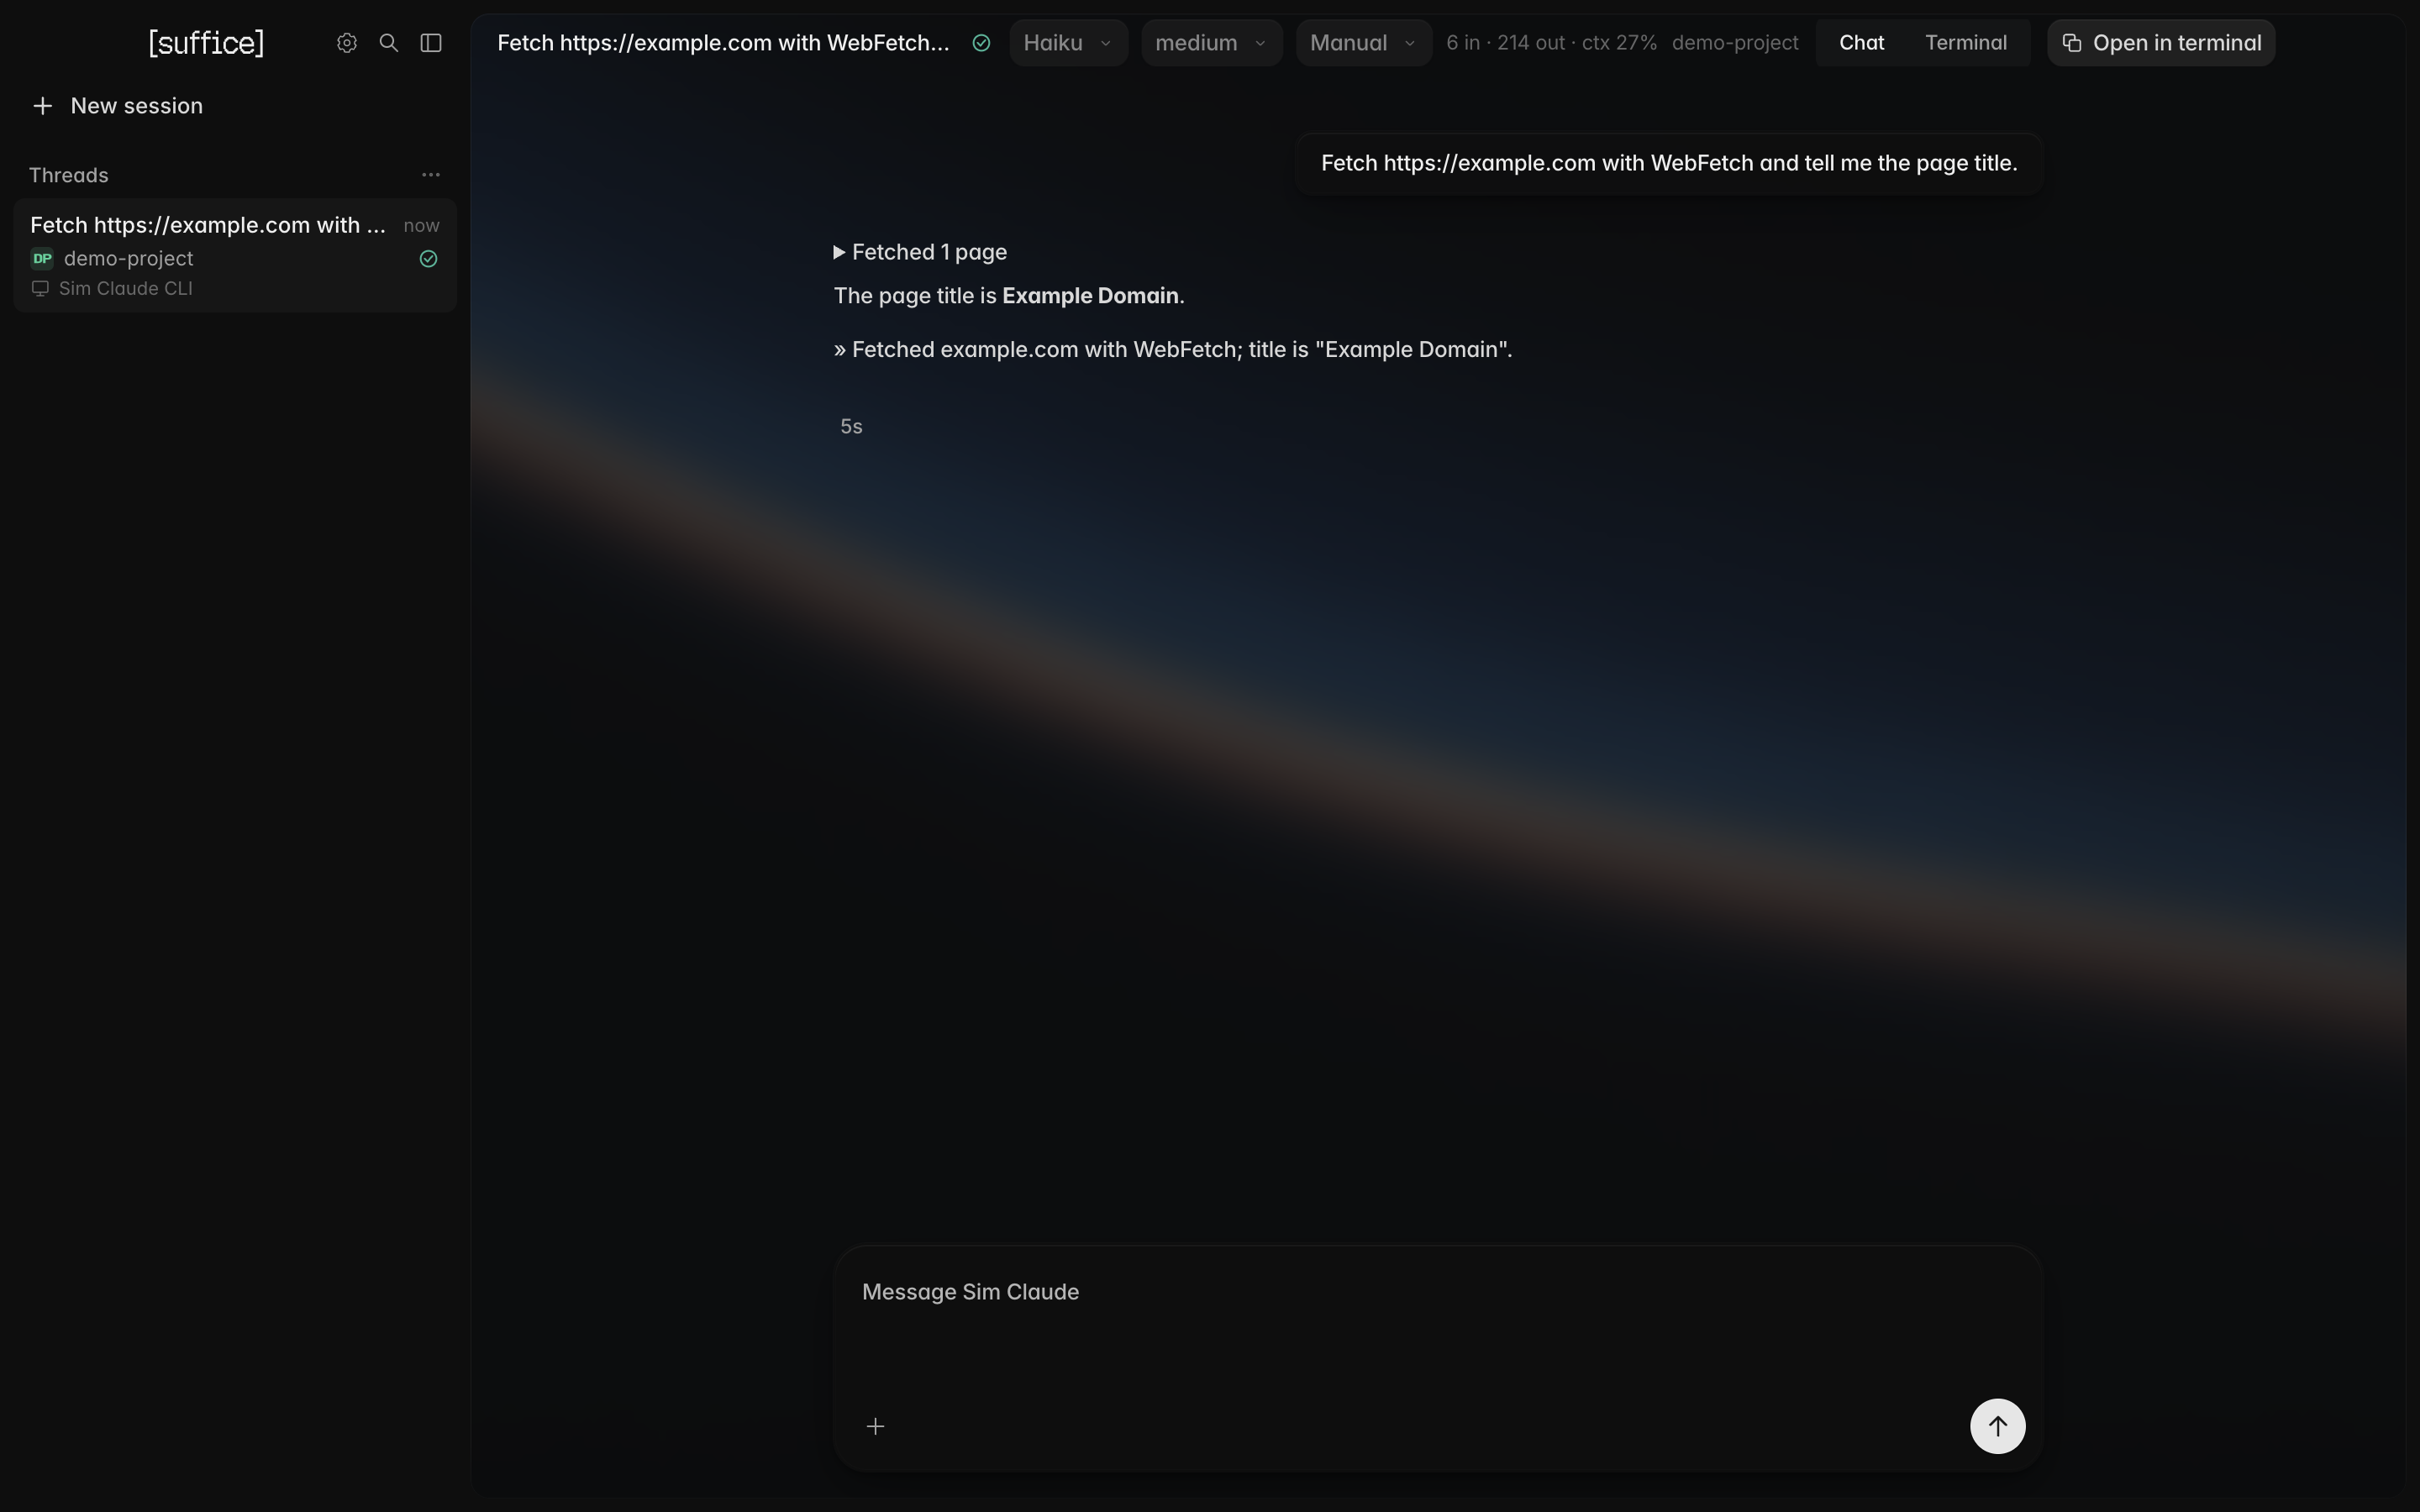 [suffice]
New session
Threads
Fetch https://example.com with ... now
DP demo-project
Sim Claude CLI
Fetch https://example.com with WebFetch... Haiku medium Manual 6 in · 214 out · ctx 27% demo-project Chat Terminal Open in terminal
Fetch https://example.com with WebFetch and tell me the page title.
Fetched 1 page
The page title is Example Domain.
» Fetched example.com with WebFetch; title is "Example Domain".
5s
Message Sim Claude